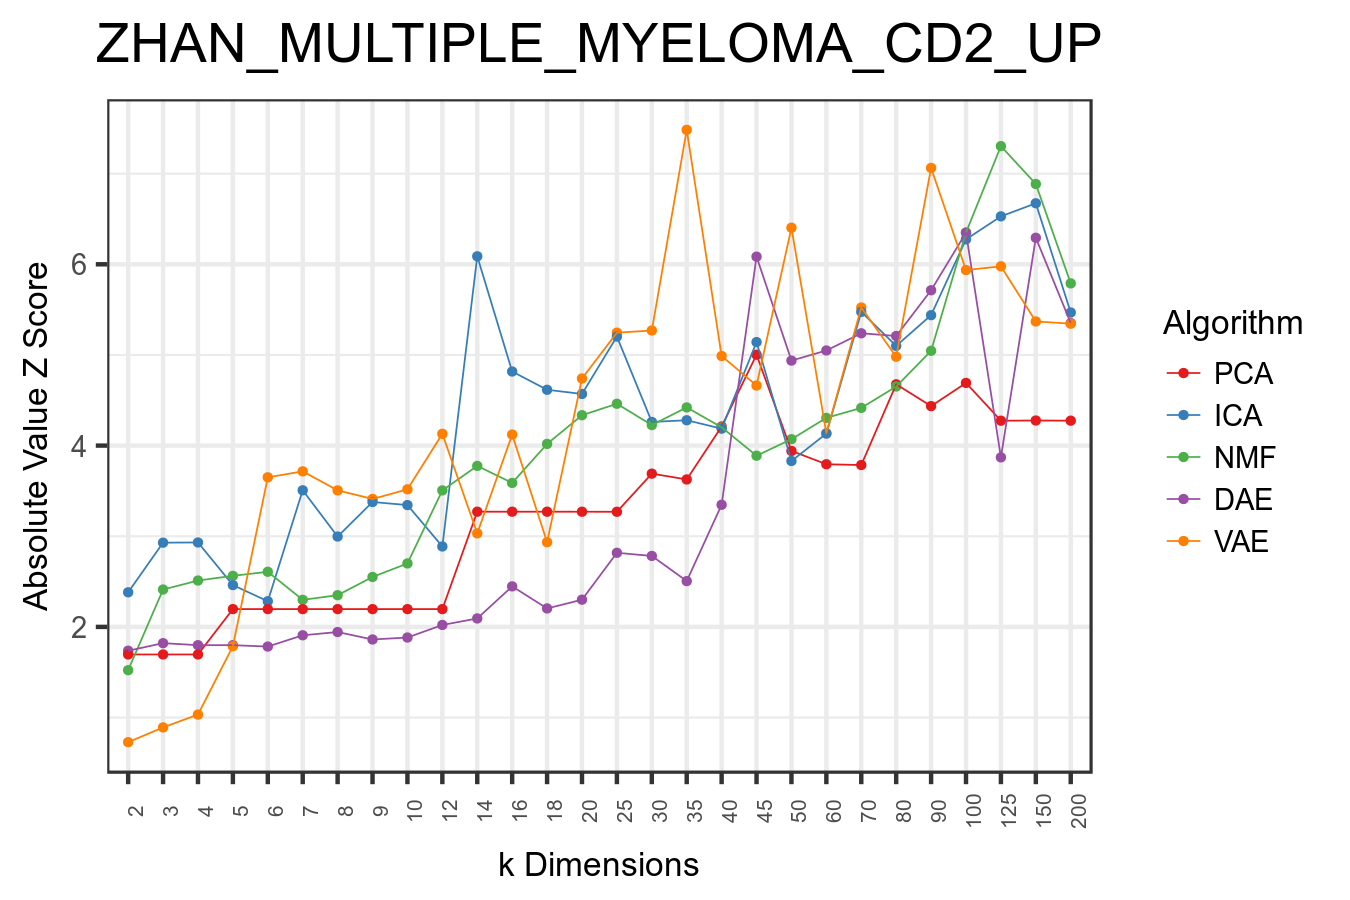 ZHAN_MULTIPLE_MYELOMA_CD2_UP
Absolute Value Z Score
6
4
2
2 3 4 5 6 7 8 9 10 12 14 16 18 20 25 30 35 40 45 50 60 70 80 90 100 125 150 200
k Dimensions
Algorithm
PCA
ICA
NMF
DAE
VAE